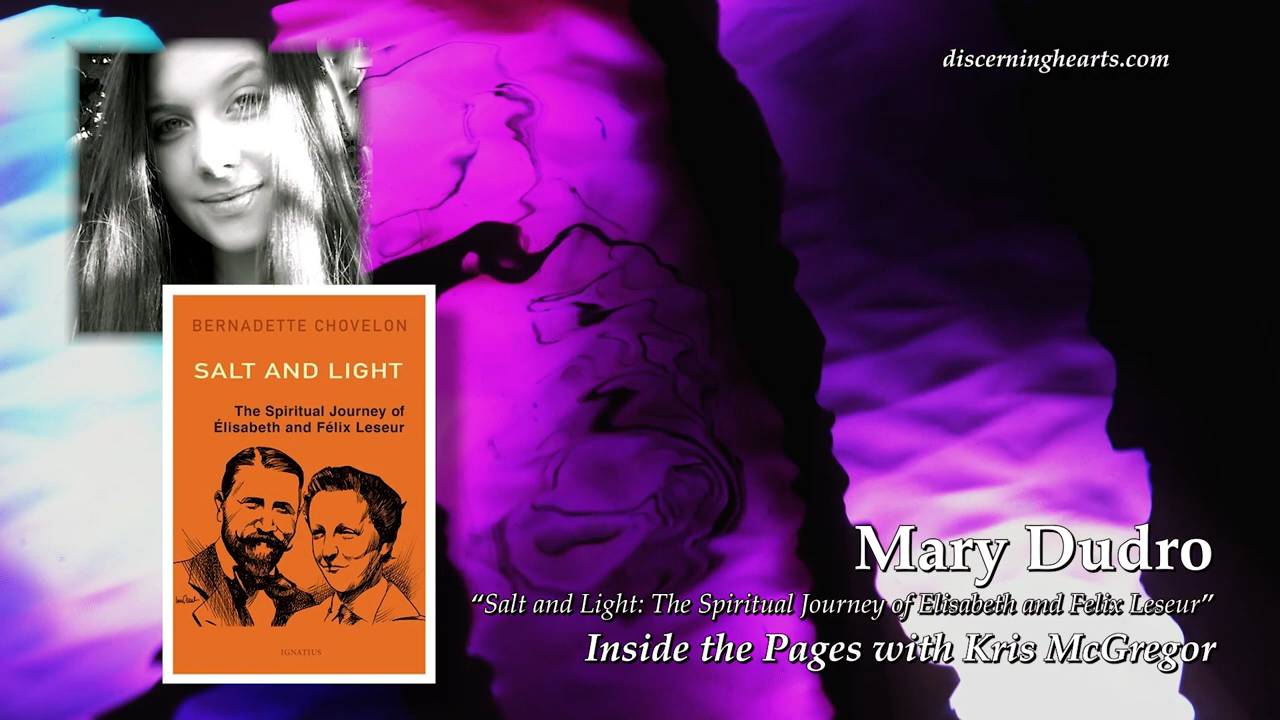 discerninghearts.com
BERNADETTE CHOVELON
SALT AND LIGHT
The Spiritual Journey of
Élisabeth and Félix Leseur
IGNATIUS
Mary Dudro
“Salt and Light: The Spiritual Journey of Elisabeth and Felix Leseur”
Inside the Pages with Kris McGregor